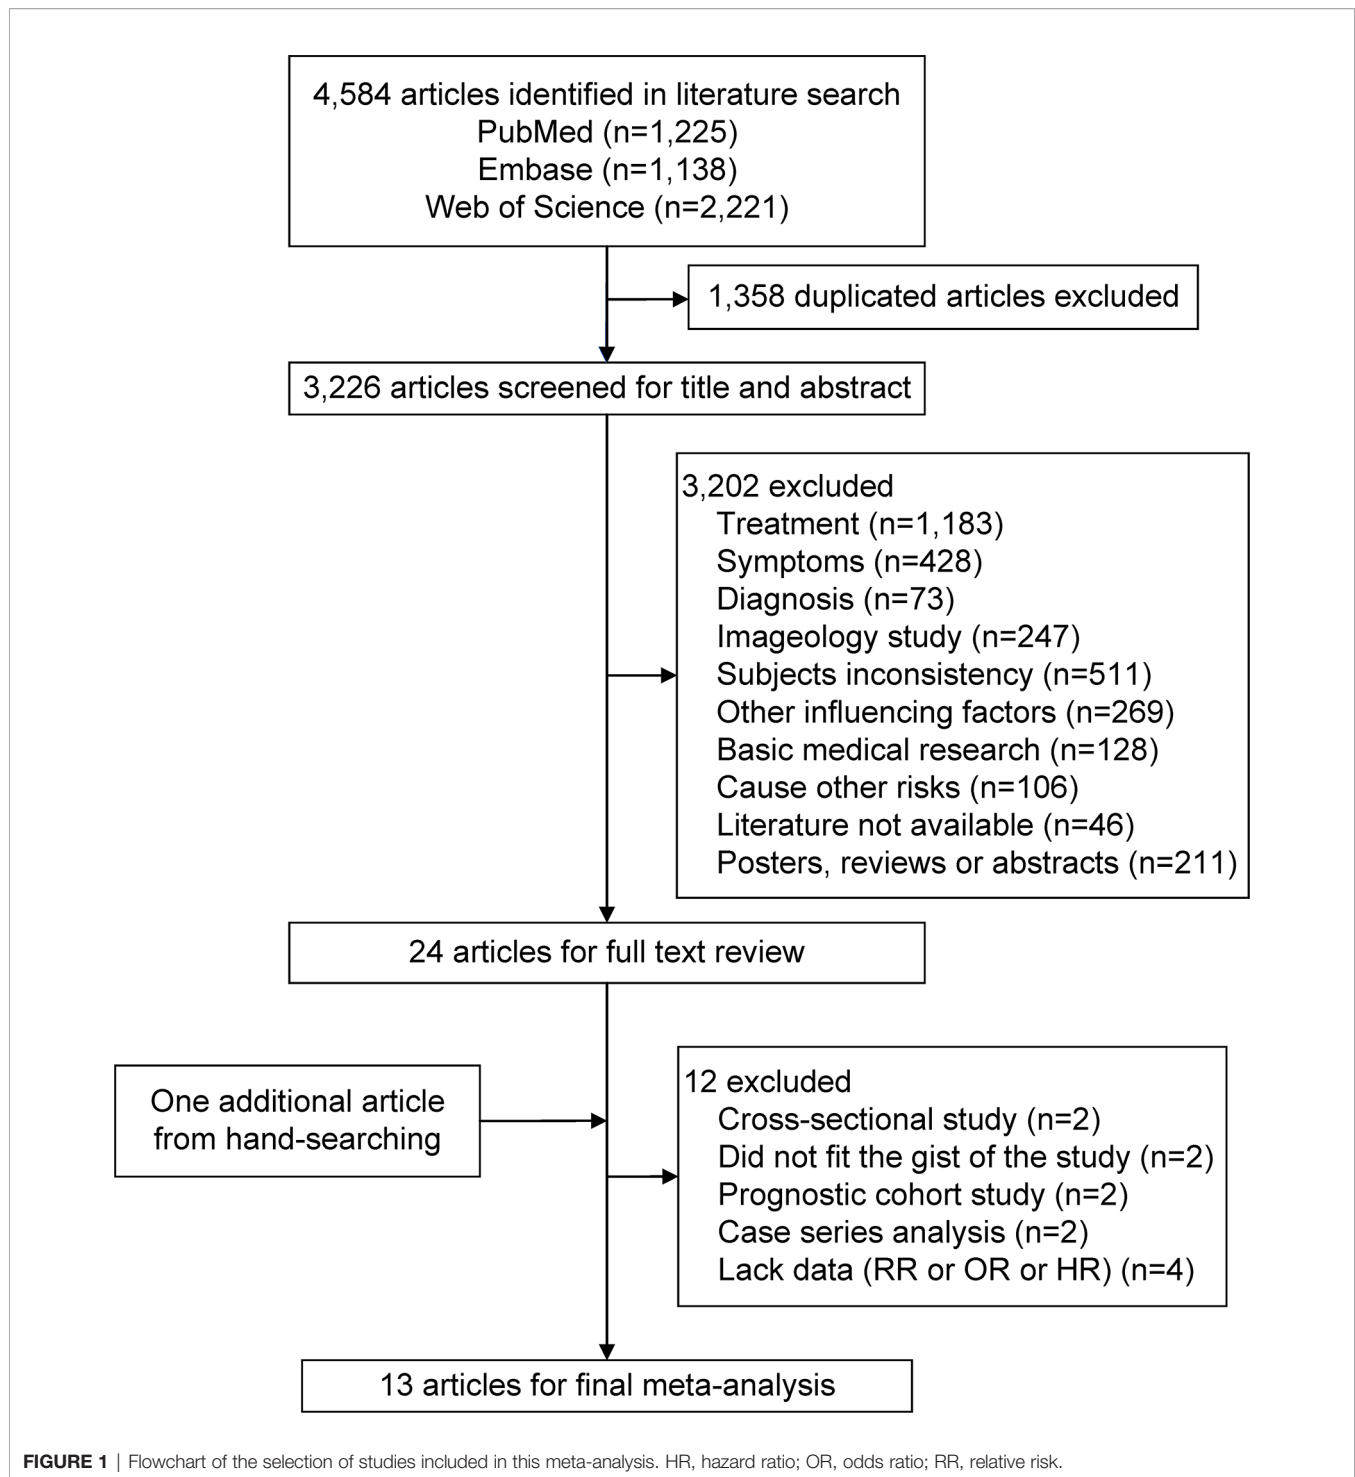 4,584 articles identified in literature search
PubMed (n=1,225)
Embase (n=1,138)
Web of Science (n=2,221)
1,358 duplicated articles excluded
3,226 articles screened for title and abstract
3,202 excluded
Treatment (n=1,183)
Symptoms (n=428)
Diagnosis (n=73)
Imageology study (n=247)
Subjects inconsistency (n=511)
Other influencing factors (n=269)
Basic medical research (n=128)
Cause other risks (n=106)
Literature not available (n=46)
Posters, reviews or abstracts (n=211)
24 articles for full text review
One additional article
from hand-searching
12 excluded
Cross-sectional study (n=2)
Did not fit the gist of the study (n=2)
Prognostic cohort study (n=2)
Case series analysis (n=2)
Lack data (RR or OR or HR) (n=4)
13 articles for final meta-analysis
FIGURE 1 | Flowchart of the selection of studies included in this meta-analysis. HR, hazard ratio; OR, odds ratio; RR, relative risk.